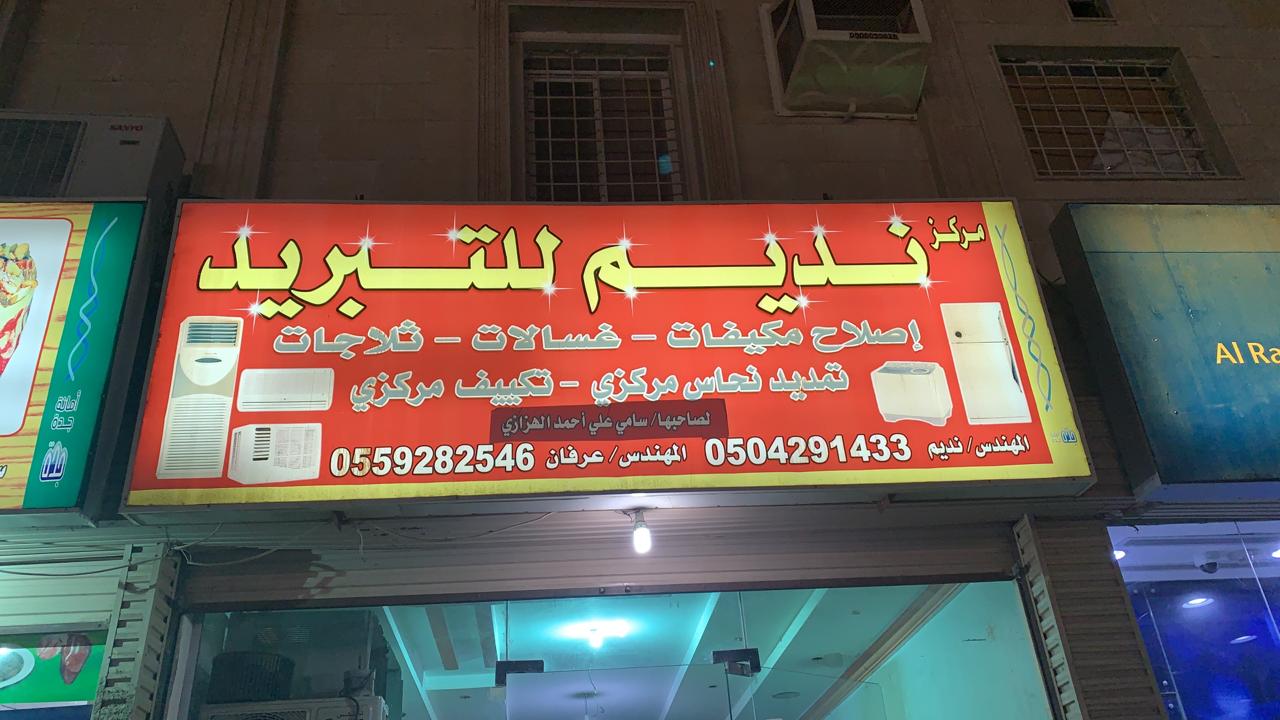 SANYO
مركز نديم للتبريد
إصلاح مكيفات - غسالات - ثلاجات
تمديد نحاس مركزي - تكييف مركزي
لصاحبها/ سامي علي أحمد الهزازي
المهندس/ نديم 0504291433 المهندس/ عرفان 0559282546
أمانة
جدة
Al Ra